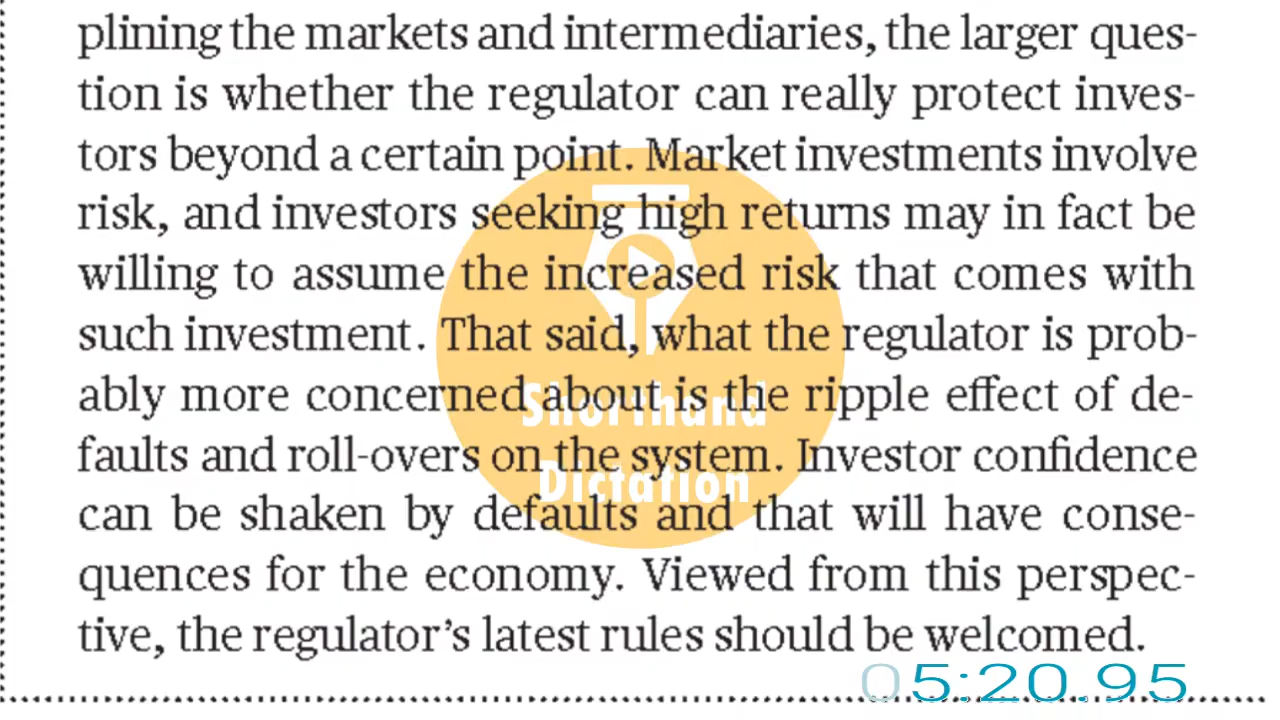 plining the markets and intermediaries, the larger ques-
tion is whether the regulator can really protect inves-
tors beyond a certain point. Market investments involve
risk, and investors seeking high returns may in fact be
willing to assume the increased risk that comes with
such investment. That said, what the regulator is prob-
ably more concerned about is the ripple effect of de-
faults and roll-overs on the system. Investor confidence
can be shaken by defaults and that will have conse-
quences for the economy. Viewed from this perspec-
tive, the regulator’s latest rules should be welcomed.
Shorthand
Dictation
05:20.95